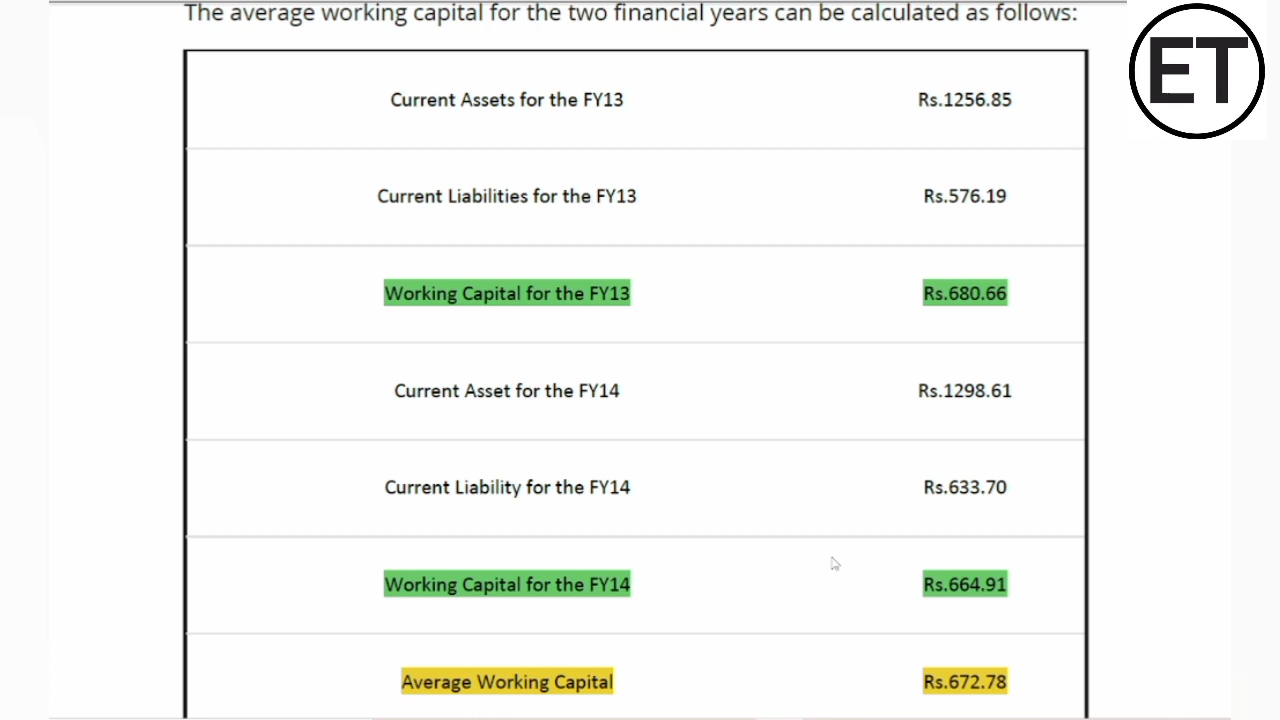 The average working capital for the two financial years can be calculated as follows:
ET
Current Assets for the FY13 Rs.1256.85
Current Liabilities for the FY13 Rs.576.19
Working Capital for the FY13 Rs.680.66
Current Asset for the FY14 Rs.1298.61
Current Liability for the FY14 Rs.633.70
Working Capital for the FY14 Rs.664.91
Average Working Capital Rs.672.78